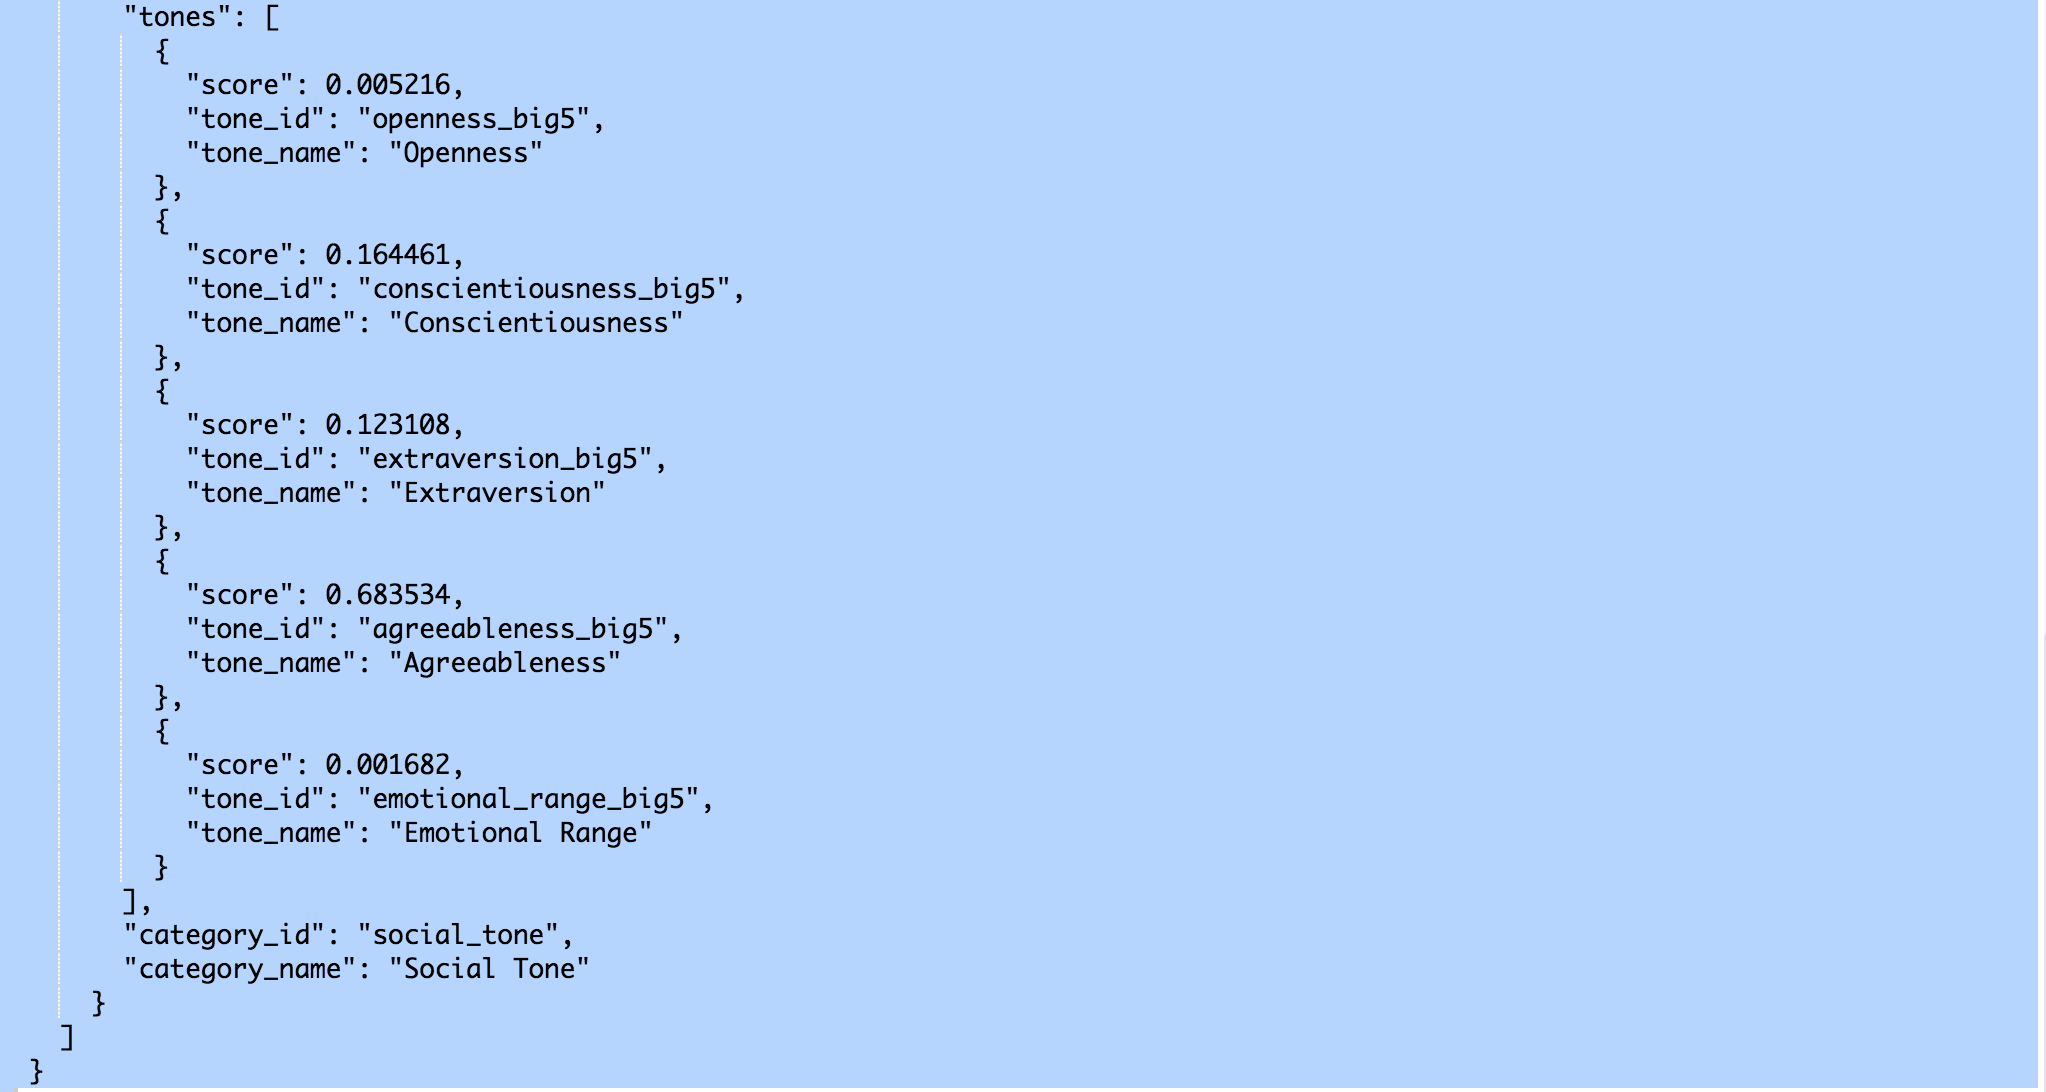 "tones": [
{
"score": 0.005216,
"tone_id": "openness_big5",
"tone_name": "Openness"
},
{
"score": 0.164461,
"tone_id": "conscientiousness_big5",
"tone_name": "Conscientiousness"
},
{
"score": 0.123108,
"tone_id": "extraversion_big5",
"tone_name": "Extraversion"
},
{
"score": 0.683534,
"tone_id": "agreeableness_big5",
"tone_name": "Agreeableness"
},
{
"score": 0.001682,
"tone_id": "emotional_range_big5",
"tone_name": "Emotional Range"
}
],
"category_id": "social_tone",
"category_name": "Social Tone"
}
]
}